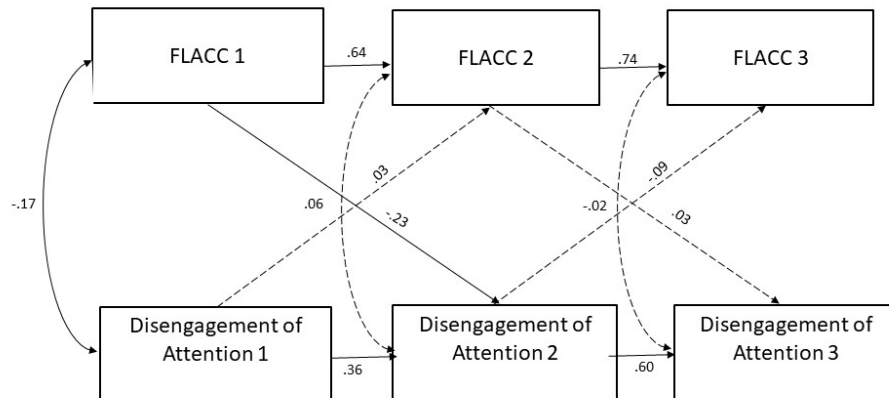 FLACC 1
.64
FLACC 2
.74
FLACC 3
-.17
.03
.06
-.23
-.09
-.02
.03
Disengagement of
Attention 1
.36
Disengagement of
Attention 2
.60
Disengagement of
Attention 3